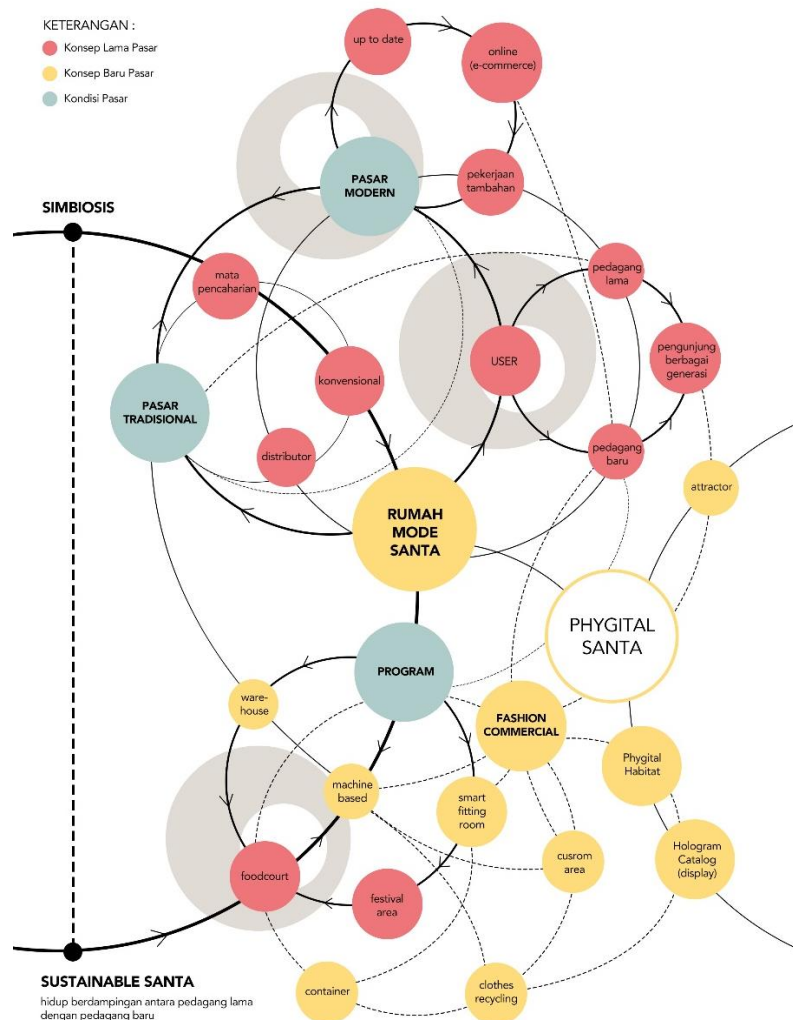 KETERANGAN :
Konsep Lama Pasar
Konsep Baru Pasar
Kondisi Pasar
up to date
online
(e-commerce)
PASAR
MODERN
pekerjaan
tambahan
SIMBIOSIS
mata
pencaharian
pedagang
lama
USER
pengunjung
berbagai
generasi
konvensional
PASAR
TRADISIONAL
distributor
pedagang
baru
attractor
RUMAH
MODE
SANTA
PHYGITAL
SANTA
PROGRAM
ware-
house
FASHION
COMMERCIAL
Phygital
Habitat
machine
based
smart
fitting
room
cusrom
area
Hologram
Catalog
(display)
foodcourt
festival
area
container
clothes
recycling
SUSTAINABLE SANTA
hidup berdampingan antara pedagang lama
dengan pedagang baru